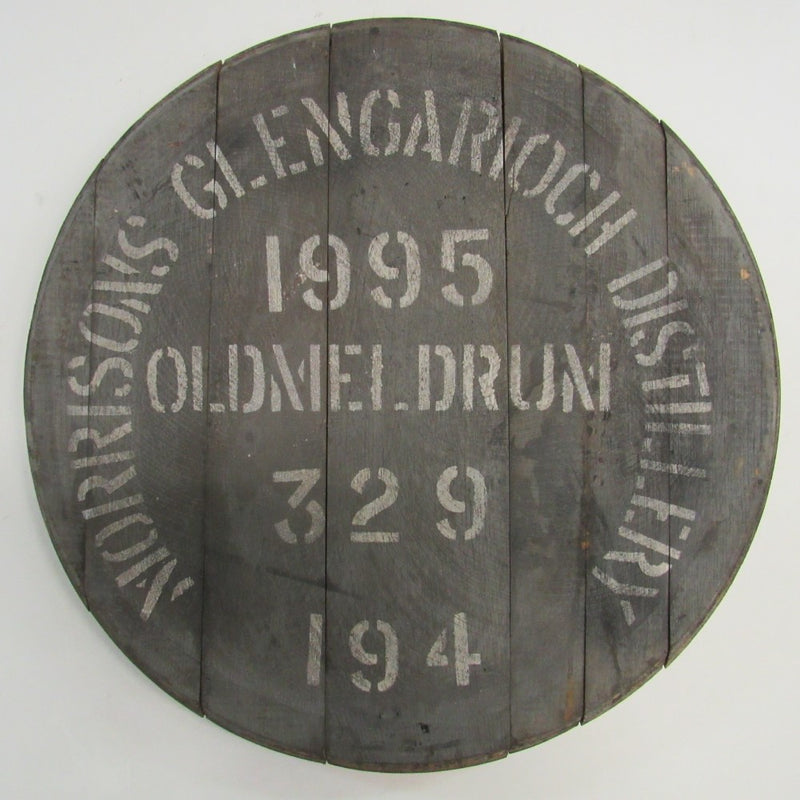 MORRISONS GLENGARIOCH DISTILLERY
1995
OLDMELDRUM
329
194